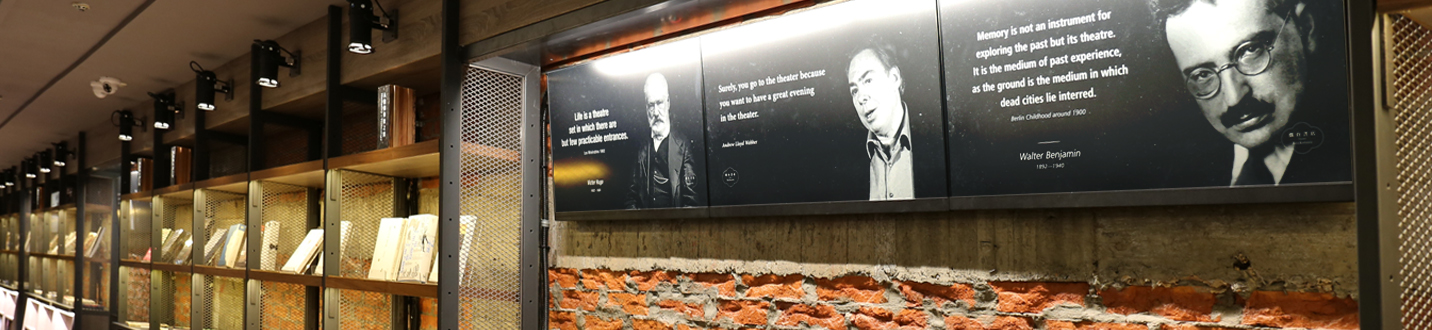 Life is a theatre
set in which there are
but few practicable entrances.
Les Misérables 1862
Victor Hugo
Surely, you go to the theater because
you want to have a great evening
in the theater.
Andrew Lloyd Webber
Memory is not an instrument for
exploring the past but its theatre.
It is the medium of past experience,
as the ground is the medium in which
dead cities lie interred.
Berlin Childhood around 1900
Walter Benjamin
1892—1940